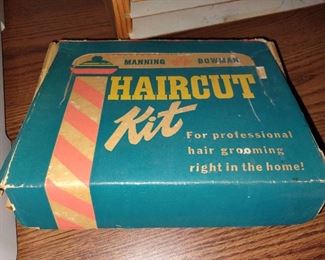 MANNING BOWMAN
HAIRCUT
Kit
For professional
hair grooming
right in the home!